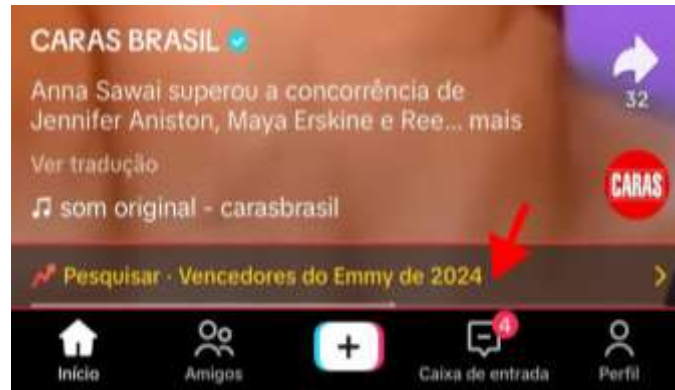 CARAS BRASIL
Anna Sawai superou a concorrência de
Jennifer Aniston, Maya Erskine e Ree... mais
32
Ver tradução
CARAS
som original - carasbrasil
Pesquisar · Vencedores do Emmy de 2024
4
Início
Amigos
Caixa de entrada
Perfil